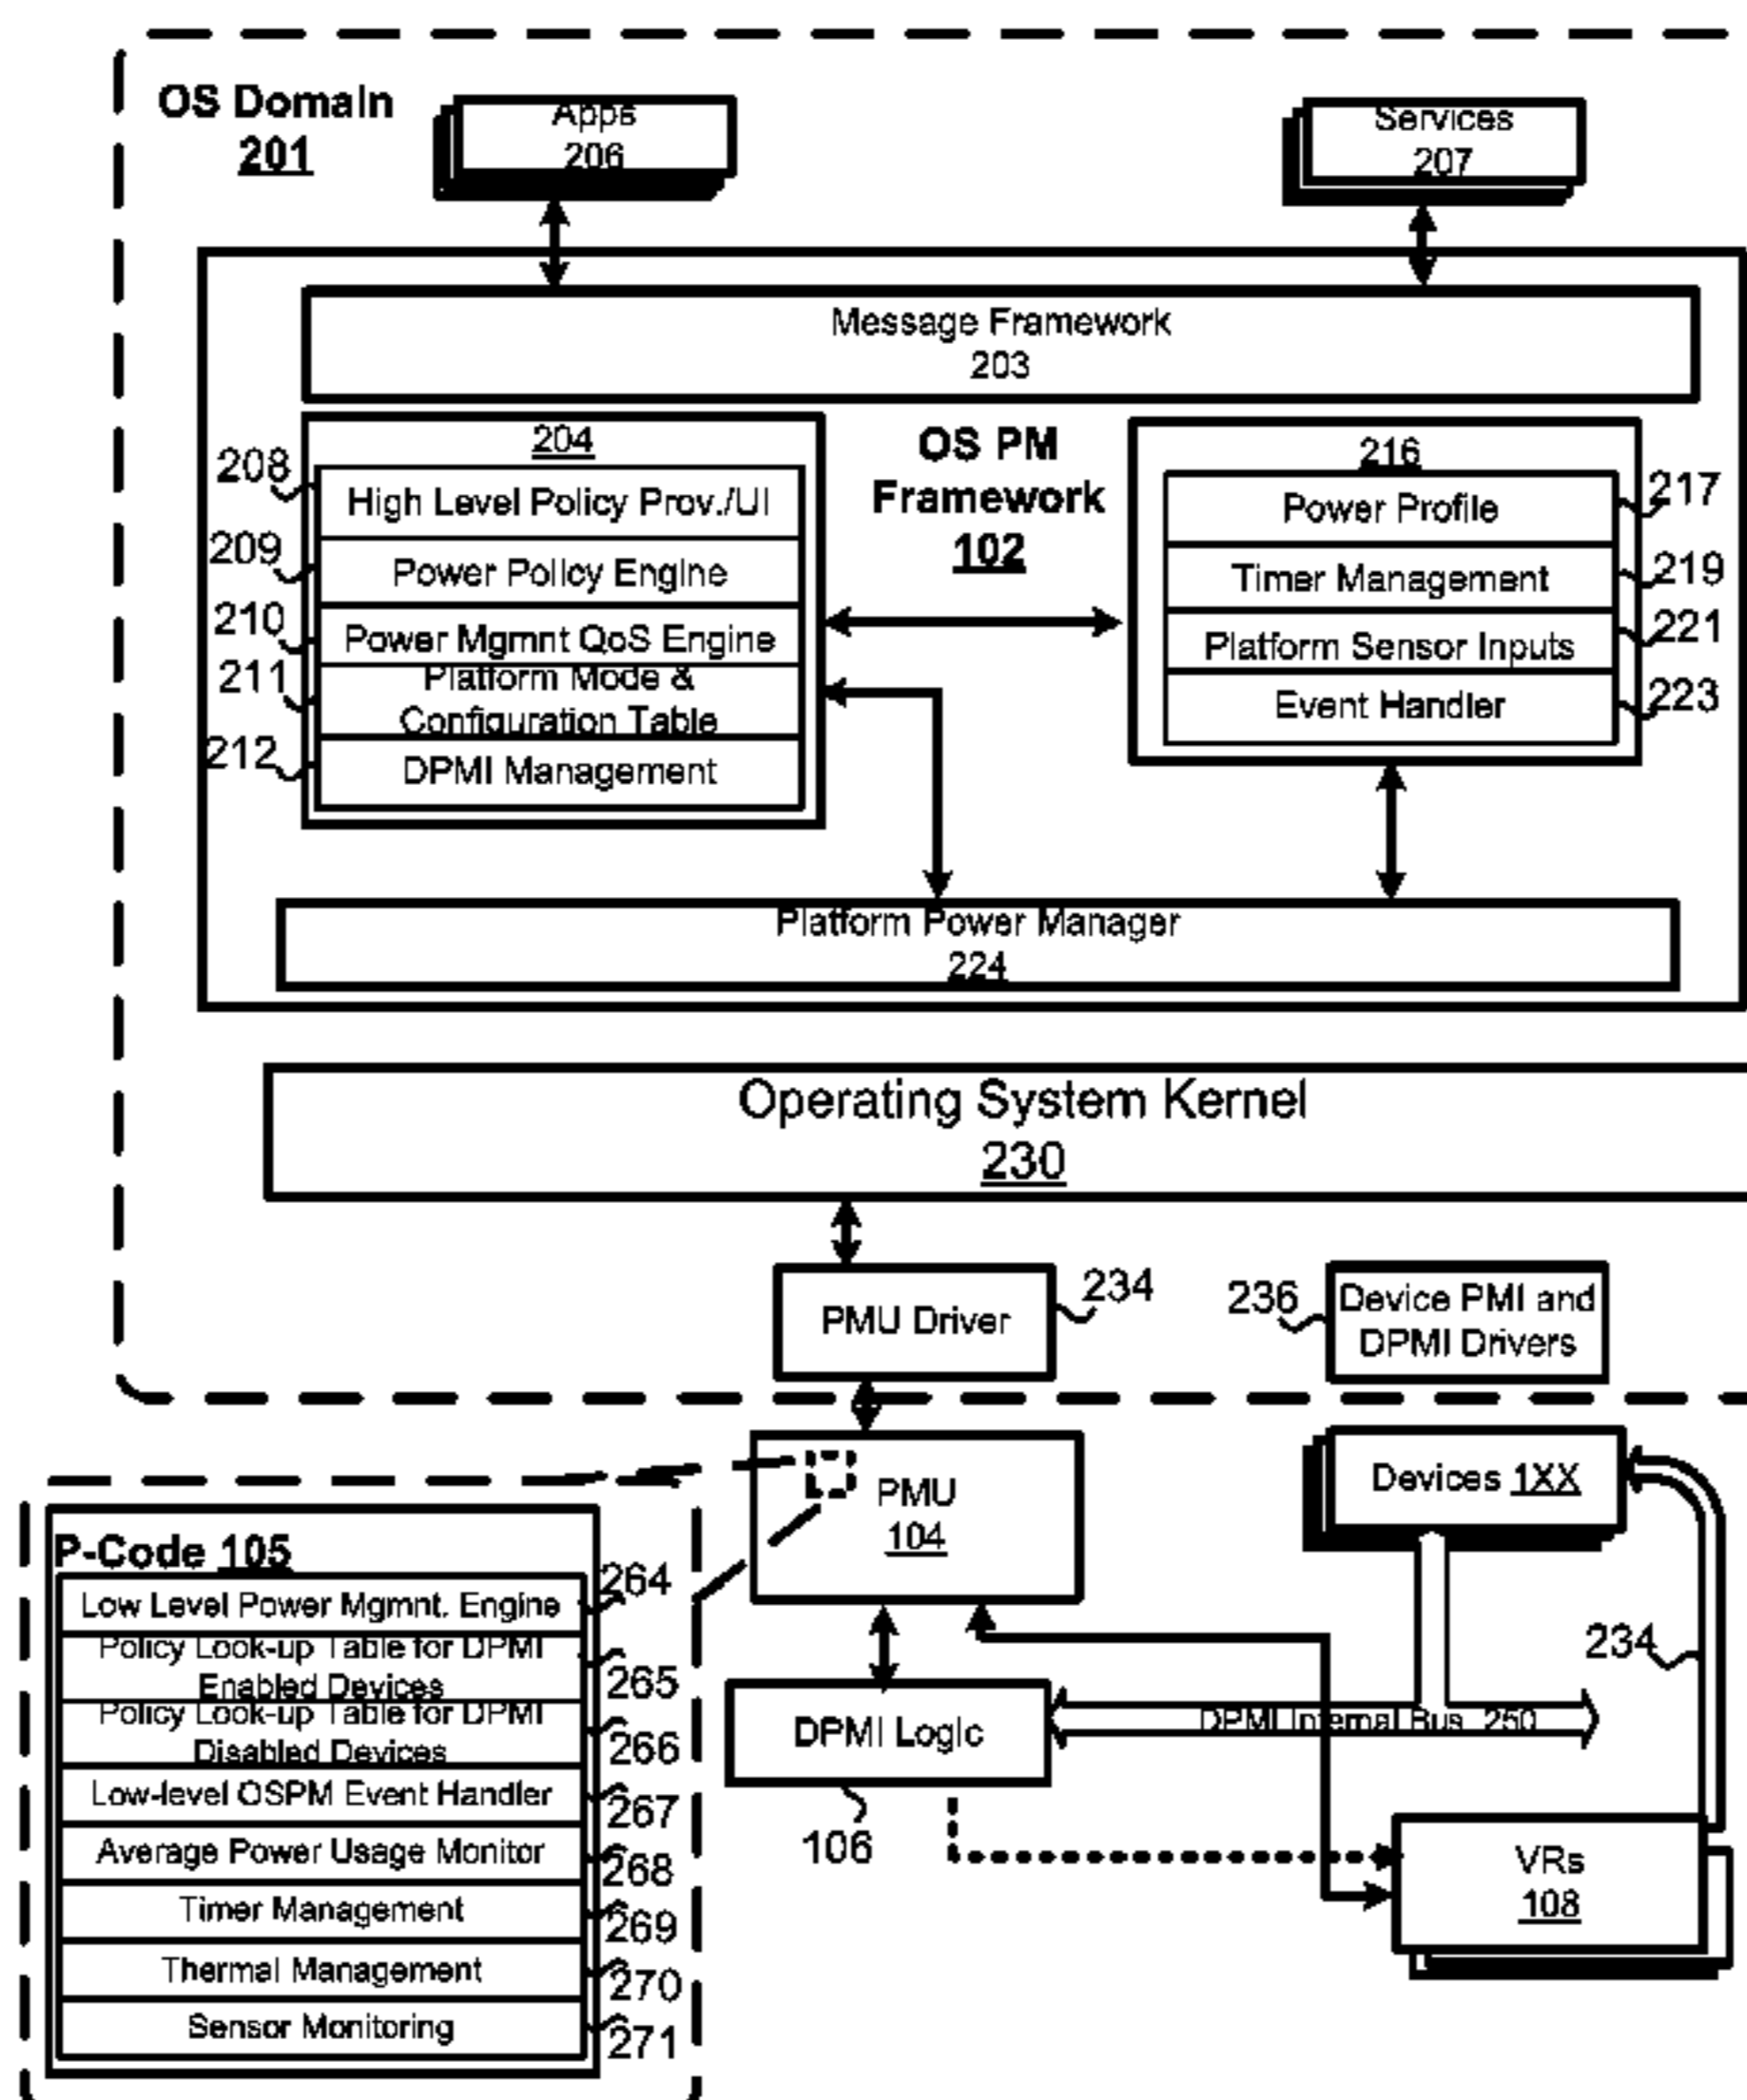 OS Domain
201
Apps
206
Services
207
Message Framework
203
204
208
High Level Policy Prov./UI
209
Power Policy Engine
210
Power Mgmnt QoS Engine
211
Platform Mode &
Configuration Table
212
DPMI Management
OS PM
Framework
102
216
Power Profile
217
Timer Management
219
Platform Sensor Inputs
221
Event Handler
223
Platform Power Manager
224
Operating System Kernel
230
PMU Driver
234
236
Device PMI and
DPMI Drivers
PMU
104
Devices 1XX
P-Code 105
Low Level Power Mgmnt. Engine
264
Policy Look-up Table for DPMI
Enabled Devices
265
Policy Look-up Table for DPMI
Disabled Devices
266
Low-level OSPM Event Handler
267
Average Power Usage Monitor
268
Timer Management
269
Thermal Management
270
Sensor Monitoring
271
DPMI Logic
106
DPMI Internal Bus 250
234
VRs
108